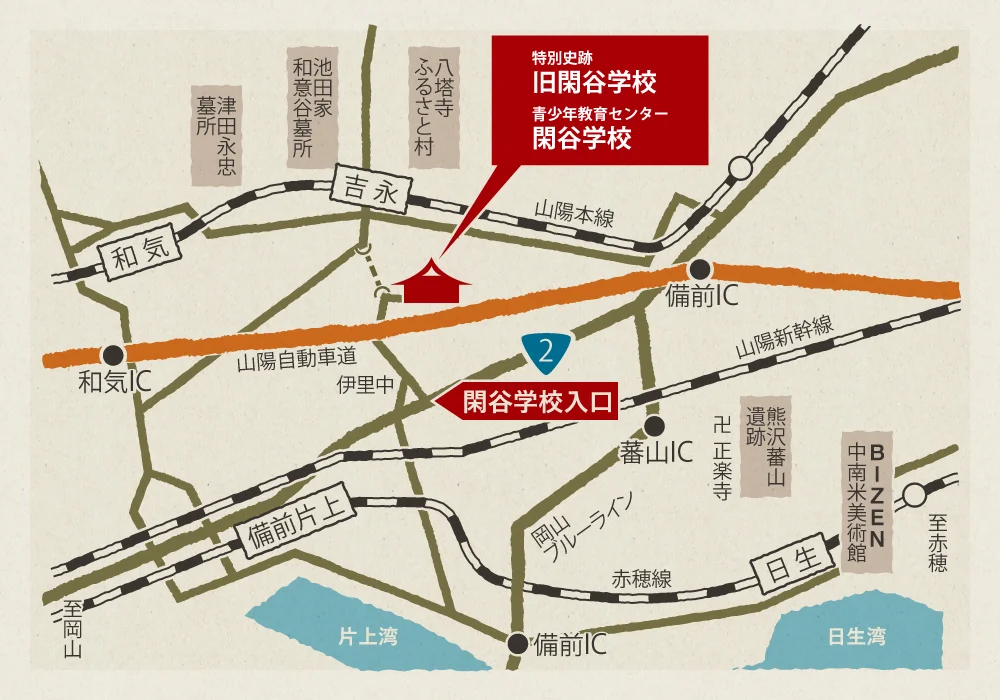 特別史跡
旧閑谷学校
青少年教育センター
閑谷学校
八塔寺
ふるさと村
池田家
和意谷墓所
津田永忠
墓所
吉永
山陽本線
和気
備前IC
山陽自動車道
和気IC
2
山陽新幹線
伊里中
閑谷学校入口
蕃山IC
卍 正楽寺
熊沢蕃山
遺跡
BIZEN
中南米美術館
備前片上
岡山
ブルーライン
至赤穂
日生
赤穂線
至岡山
片上湾
備前IC
日生湾